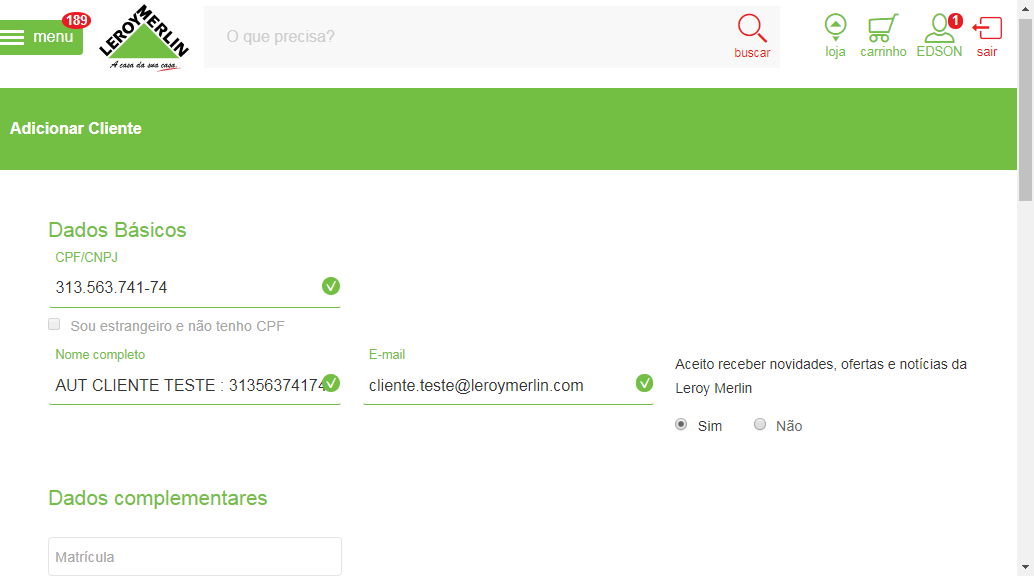 189
menu
LEROY MERLIN
A casa da sua casa.
O que precisa?
buscar
loja
carrinho
1
EDSON
sair
Adicionar Cliente
Dados Básicos
CPF/CNPJ
313.563.741-74
Sou estrangeiro e não tenho CPF
Nome completo
AUT CLIENTE TESTE : 31356374174
E-mail
cliente.teste@leroymerlin.com
Aceito receber novidades, ofertas e notícias da
Leroy Merlin
Sim
Não
Dados complementares
Matrícula